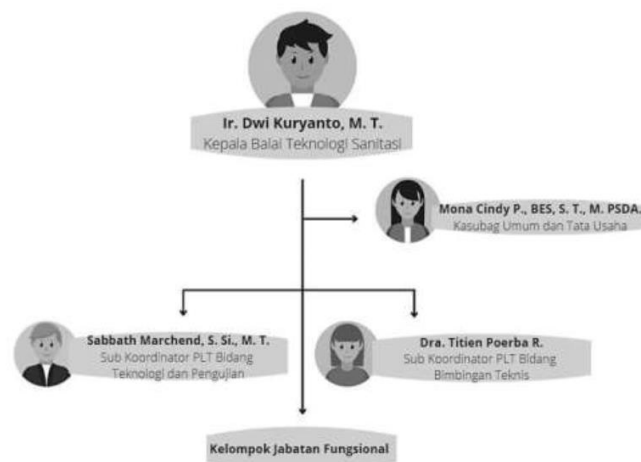 Ir. Dwi Kuryanto, M. T.
Kepala Balai Teknologi Sanitasi
Mona Cindy P., BES, S. T., M. PSDA.
Kasubag Umum dan Tata Usaha
Sabbath Marchend, S. Si., M. T.
Sub Koordinator PLT Bidang
Teknologi dan Pengujian
Dra. Titien Poerba R.
Sub Koordinator PLT Bidang
Bimbingan Teknis
Kelompok Jabatan Fungsional